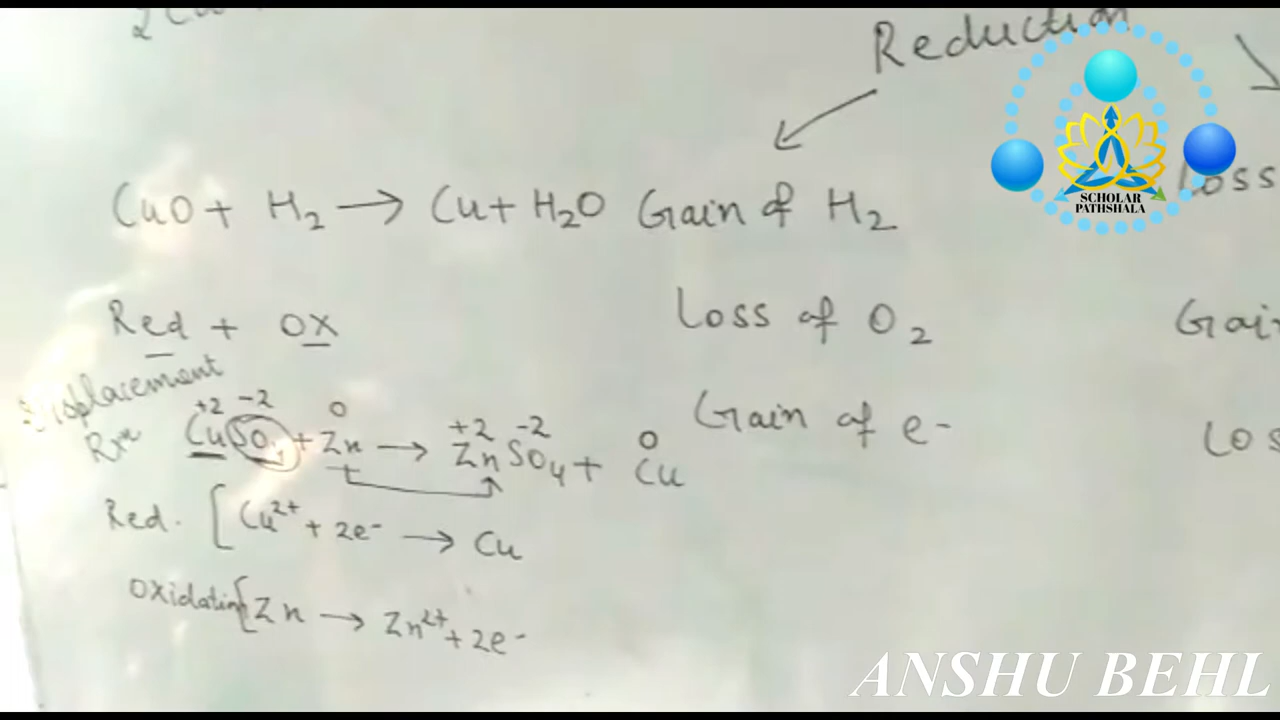 Reduction
CuO + H₂ → Cu + H₂O Gain of H₂
Loss
Red + OX
Loss of O₂
Gai
Displacement
Rxn
+2 -2 0 +2 -2 0
CuSO₄ + Zn → ZnSO₄ + Cu
Gain of e-
Los
Red. [Cu²⁺ + 2e⁻ → Cu
Oxidation[Zn → Zn²⁺ + 2e⁻
SCHOLAR
PATHSHALA
ANSHU BEHL